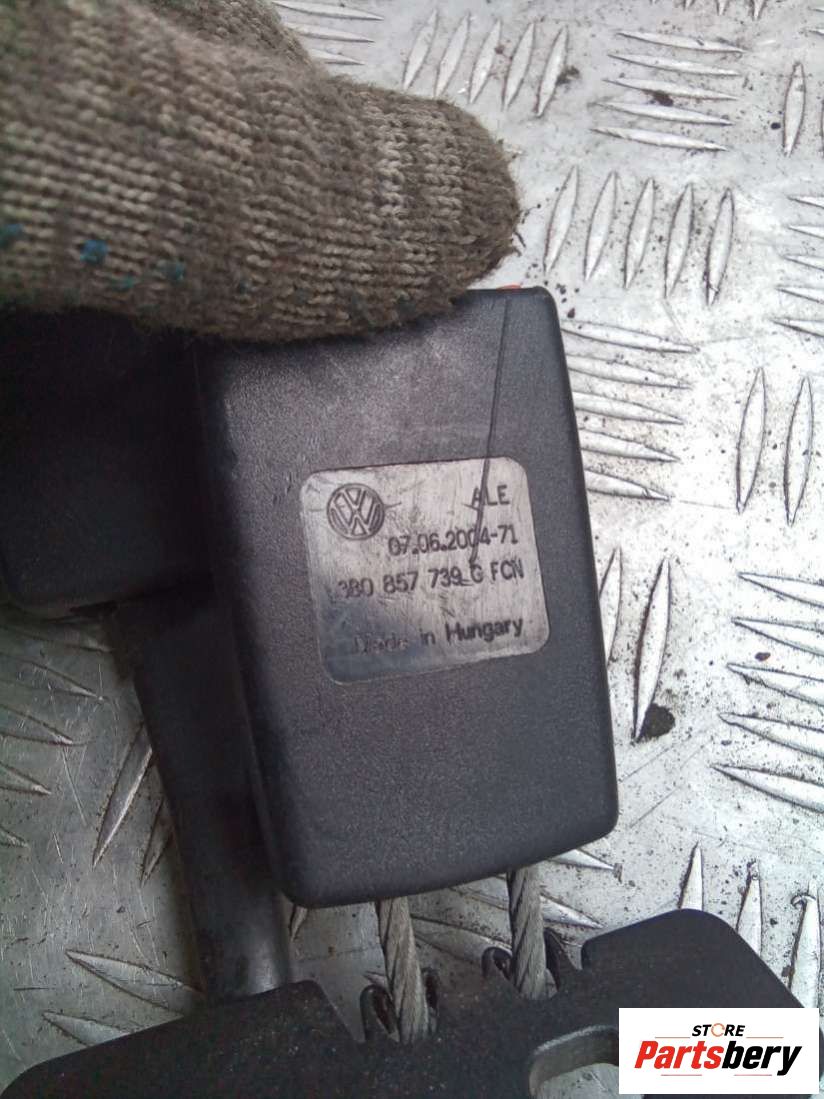 ALE
07.06.2004-71
3B0 857 739 G FCN
Made in Hungary
STORE
Partsbery